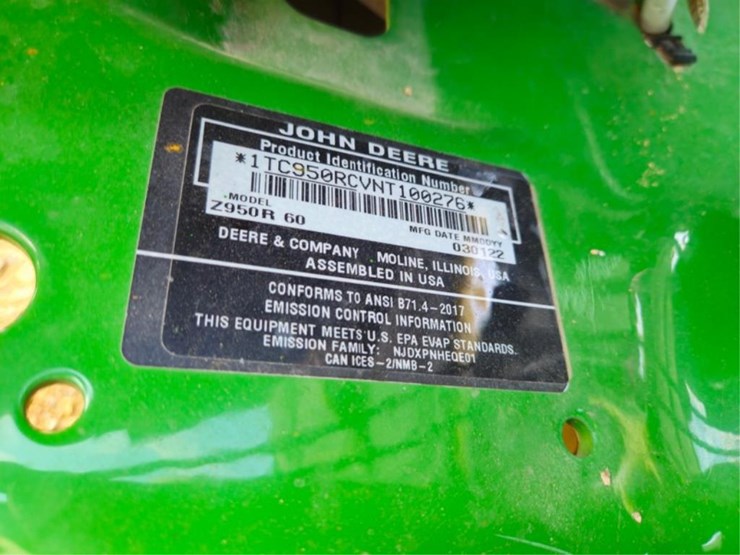 JOHN DEERE
Product Identification Number
*1TC950RCVNT100276*
MODEL
Z950R 60
MFG DATE MMDDYY
030122
DEERE & COMPANY MOLINE, ILLINOIS, USA
ASSEMBLED IN USA
CONFORMS TO ANSI B71.4-2017
EMISSION CONTROL INFORMATION
THIS EQUIPMENT MEETS U.S. EPA EVAP STANDARDS.
EMISSION FAMILY: NJDXPNHEQE01
CAN ICES-2/NMB-2